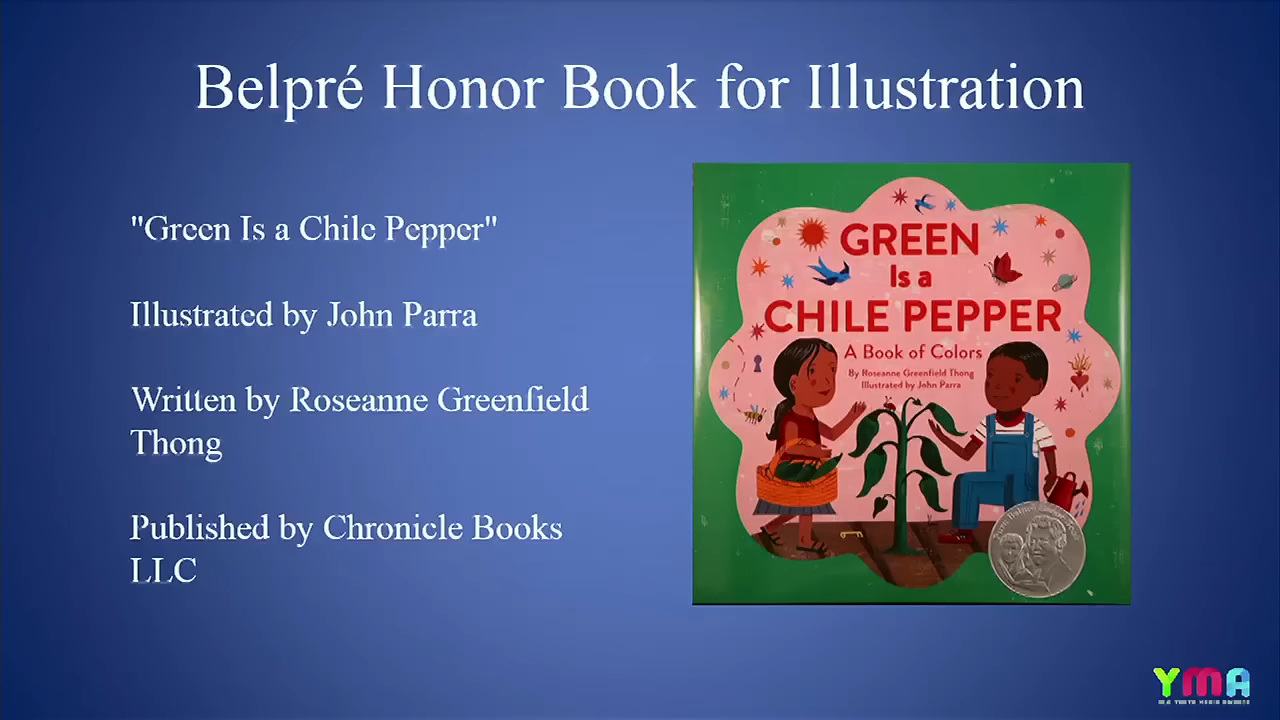 Belpré Honor Book for Illustration
"Green Is a Chile Pepper"
Illustrated by John Parra
Written by Roseanne Greenfield
Thong
Published by Chronicle Books
LLC
GREEN
Is a
CHILE PEPPER
A Book of Colors
By Roseanne Greenfield Thong
Illustrated by John Parra
YMA